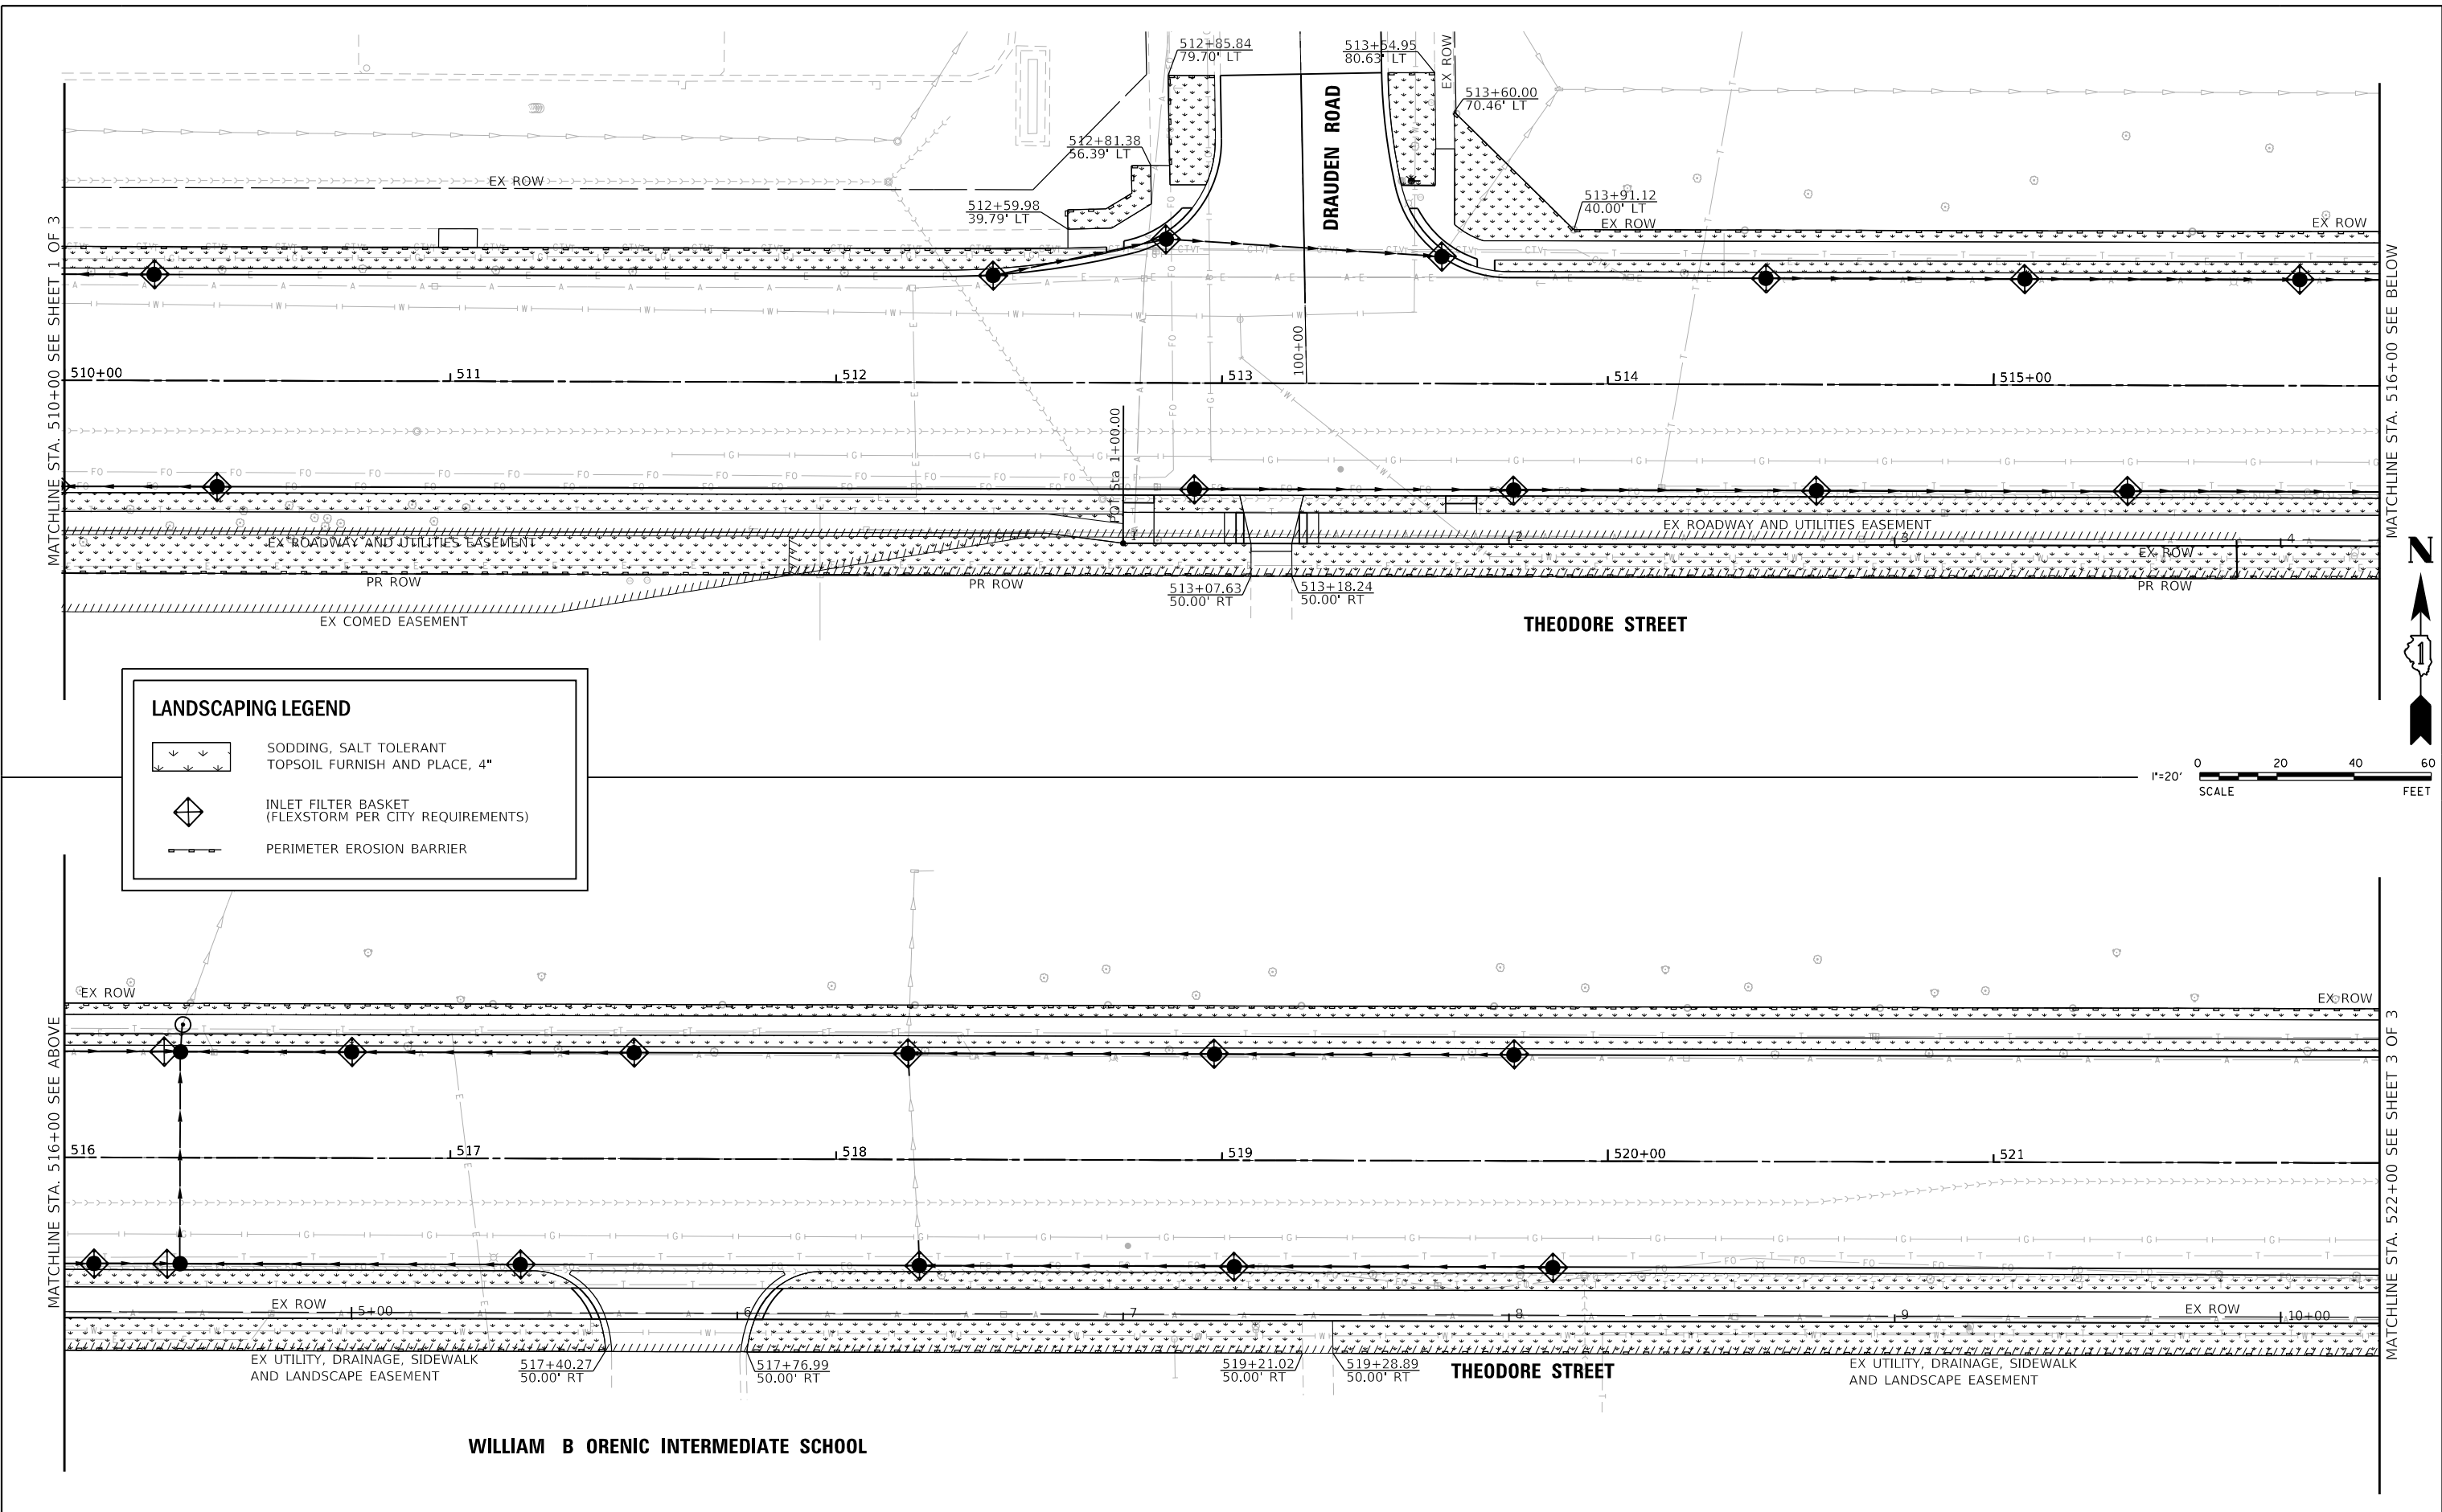 512+85.84
79.70' LT
513+54.95
80.63' LT
EX ROW
DRAUDEN ROAD
513+60.00
70.46' LT
512+81.38
56.39' LT
EX ROW
512+59.98
39.79' LT
513+91.12
40.00' LT
EX ROW
EX ROW
MATCHLINE STA. 510+00 SEE SHEET 1 OF 3
MATCHLINE STA. 516+00 SEE BELOW
100+00
510+00
511
512
513
514
515+00
POT Sta 1+00.00
EX ROADWAY AND UTILITIES EASEMENT
EX ROADWAY AND UTILITIES EASEMENT
1
2
3
4
EX ROW
PR ROW
PR ROW
PR ROW
513+07.63
50.00' RT
513+18.24
50.00' RT
EX COMED EASEMENT
THEODORE STREET
N
1
LANDSCAPING LEGEND
SODDING, SALT TOLERANT
TOPSOIL FURNISH AND PLACE, 4"
INLET FILTER BASKET
(FLEXSTORM PER CITY REQUIREMENTS)
PERIMETER EROSION BARRIER
1"=20'
0 20 40 60
SCALE FEET
EX ROW
EX ROW
MATCHLINE STA. 516+00 SEE ABOVE
MATCHLINE STA. 522+00 SEE SHEET 3 OF 3
516
517
518
519
520+00
521
EX ROW
5+00
6
7
8
9
EX ROW
10+00
EX UTILITY, DRAINAGE, SIDEWALK
AND LANDSCAPE EASEMENT
517+40.27
50.00' RT
517+76.99
50.00' RT
519+21.02
50.00' RT
519+28.89
50.00' RT
THEODORE STREET
EX UTILITY, DRAINAGE, SIDEWALK
AND LANDSCAPE EASEMENT
WILLIAM B ORENIC INTERMEDIATE SCHOOL